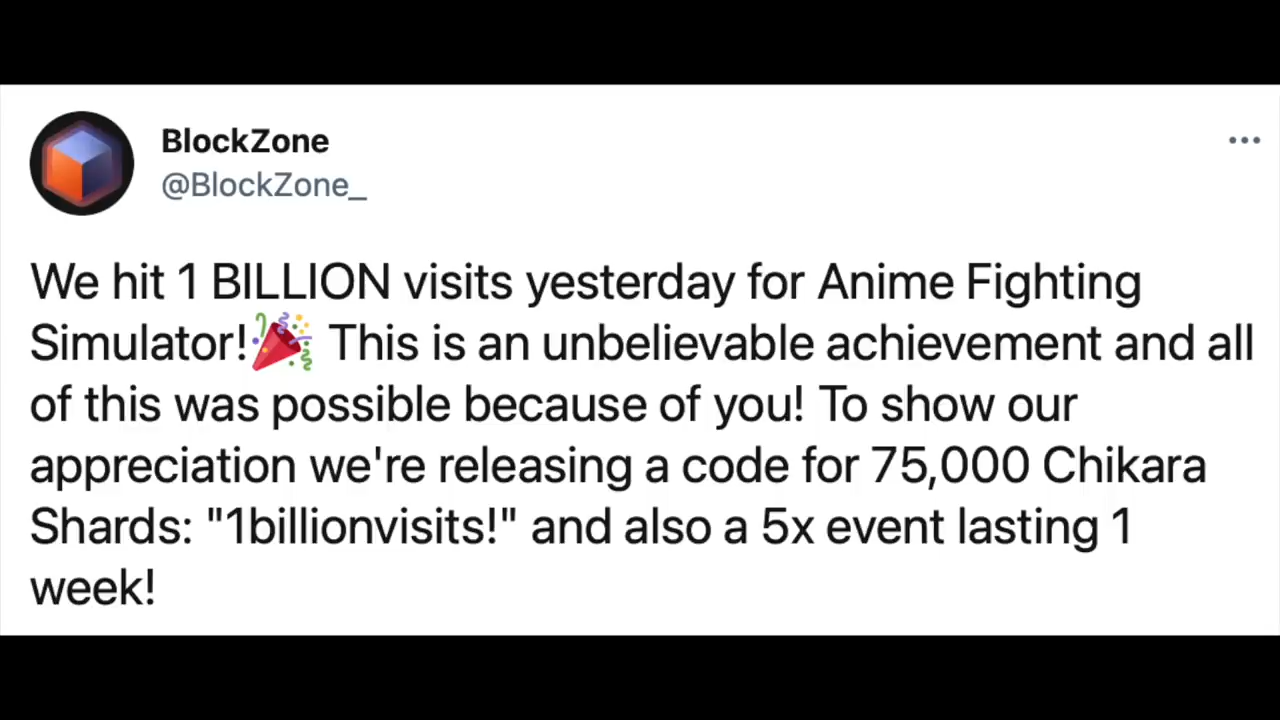 BlockZone
@BlockZone_
We hit 1 BILLION visits yesterday for Anime Fighting
Simulator!🎉 This is an unbelievable achievement and all
of this was possible because of you! To show our
appreciation we're releasing a code for 75,000 Chikara
Shards: "1billionvisits!" and also a 5x event lasting 1
week!